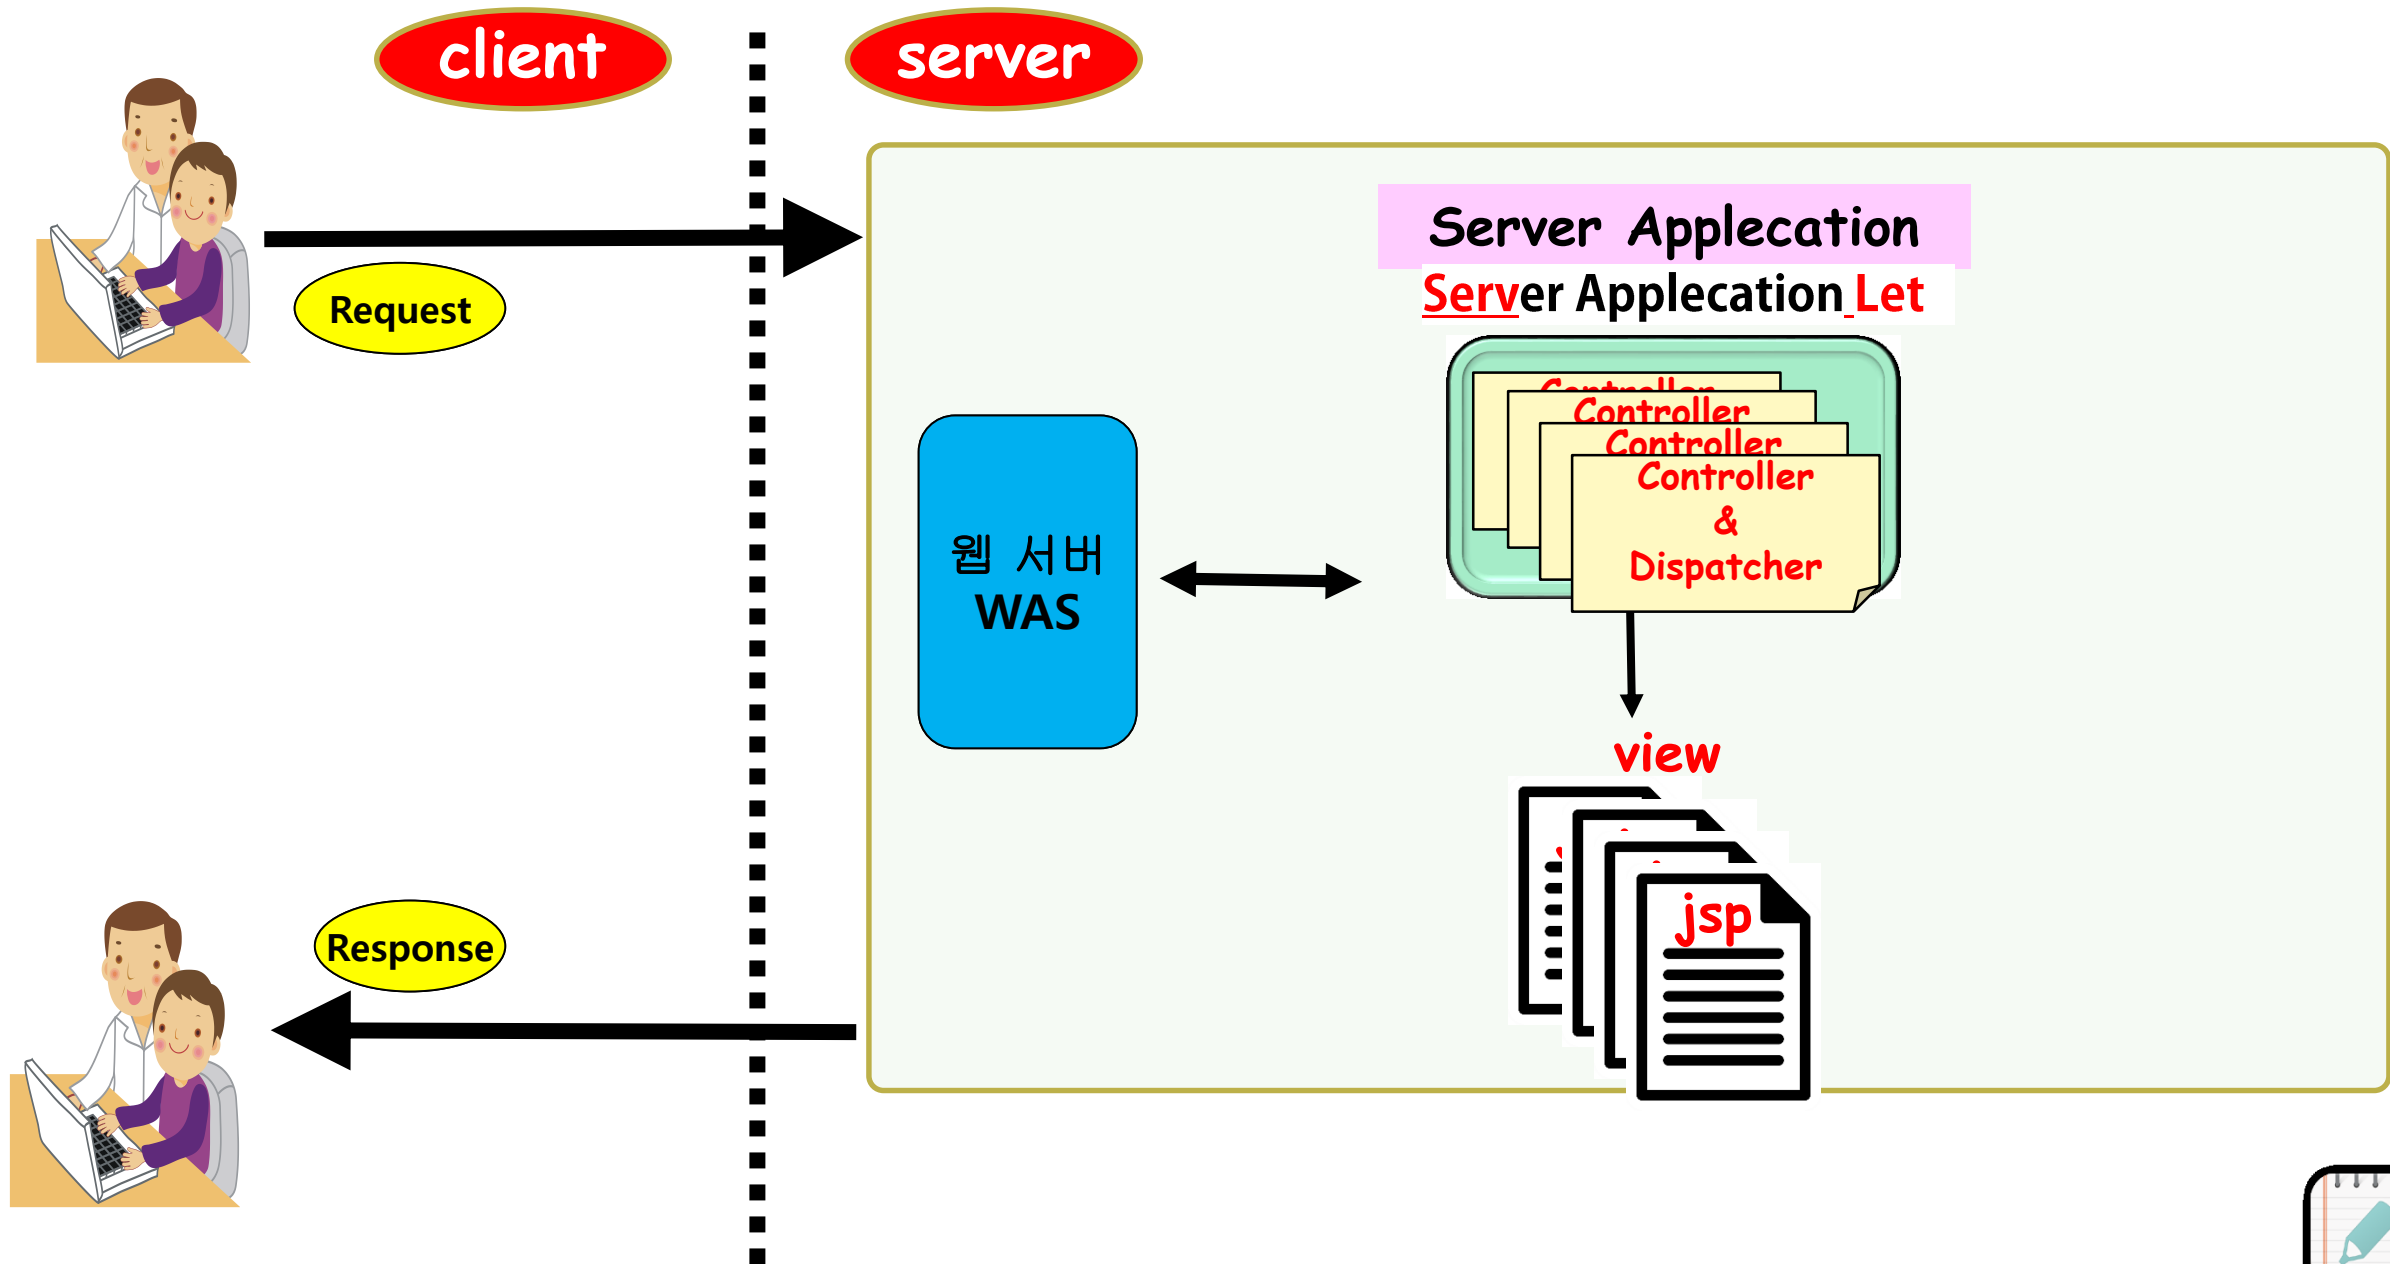 client
server
Request
Server Applecation
Server Applecation Let
Controller
Controller
Controller
Controller
&
Dispatcher
웹 서버
WAS
view
jsp
Response